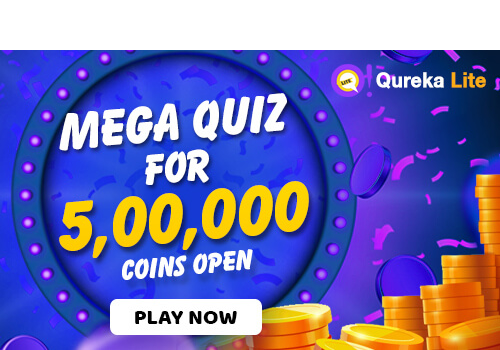 Qureka Lite
MEGA QUIZ
FOR
5,00,000
COINS OPEN
PLAY NOW